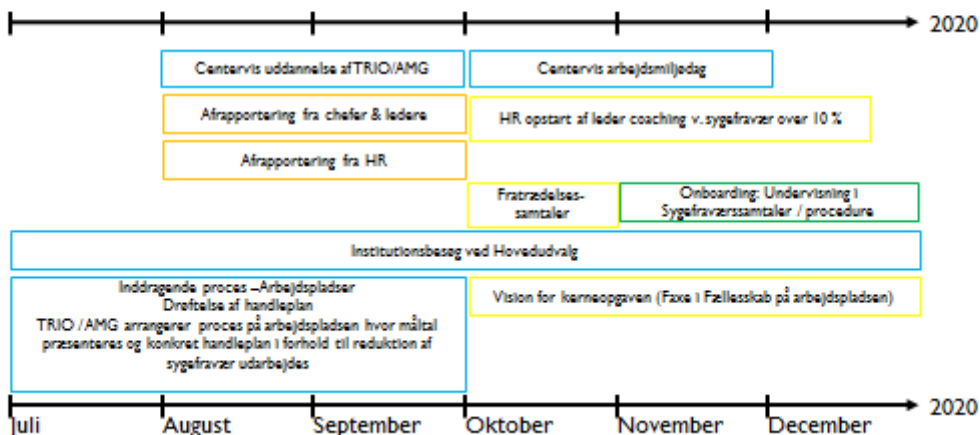 2020
Centervis uddannelse af TRIO/AMG
Centervis arbejdsmiljødag
Afrapportering fra chefer & ledere
HR opstart af leder coaching v. sygefravær over 10 %
Afrapportering fra HR
Fratrædelses-
samtaler
Onboarding: Undervisning i
Sygefraværssamtaler / procedure
Institutionsbesøg ved Hovedudvalg
Inddragende proces –Arbejdspladser
Drøftelse af handleplan
TRIO / AMG arrangerer proces på arbejdspladsen hvor måltal
præsenteres og konkret handleplan i forhold til reduktion af
sygefravær udarbejdes
Vision for kerneopgaven (Faxe i Fællesskab på arbejdspladsen)
2020
Juli August September Oktober November December